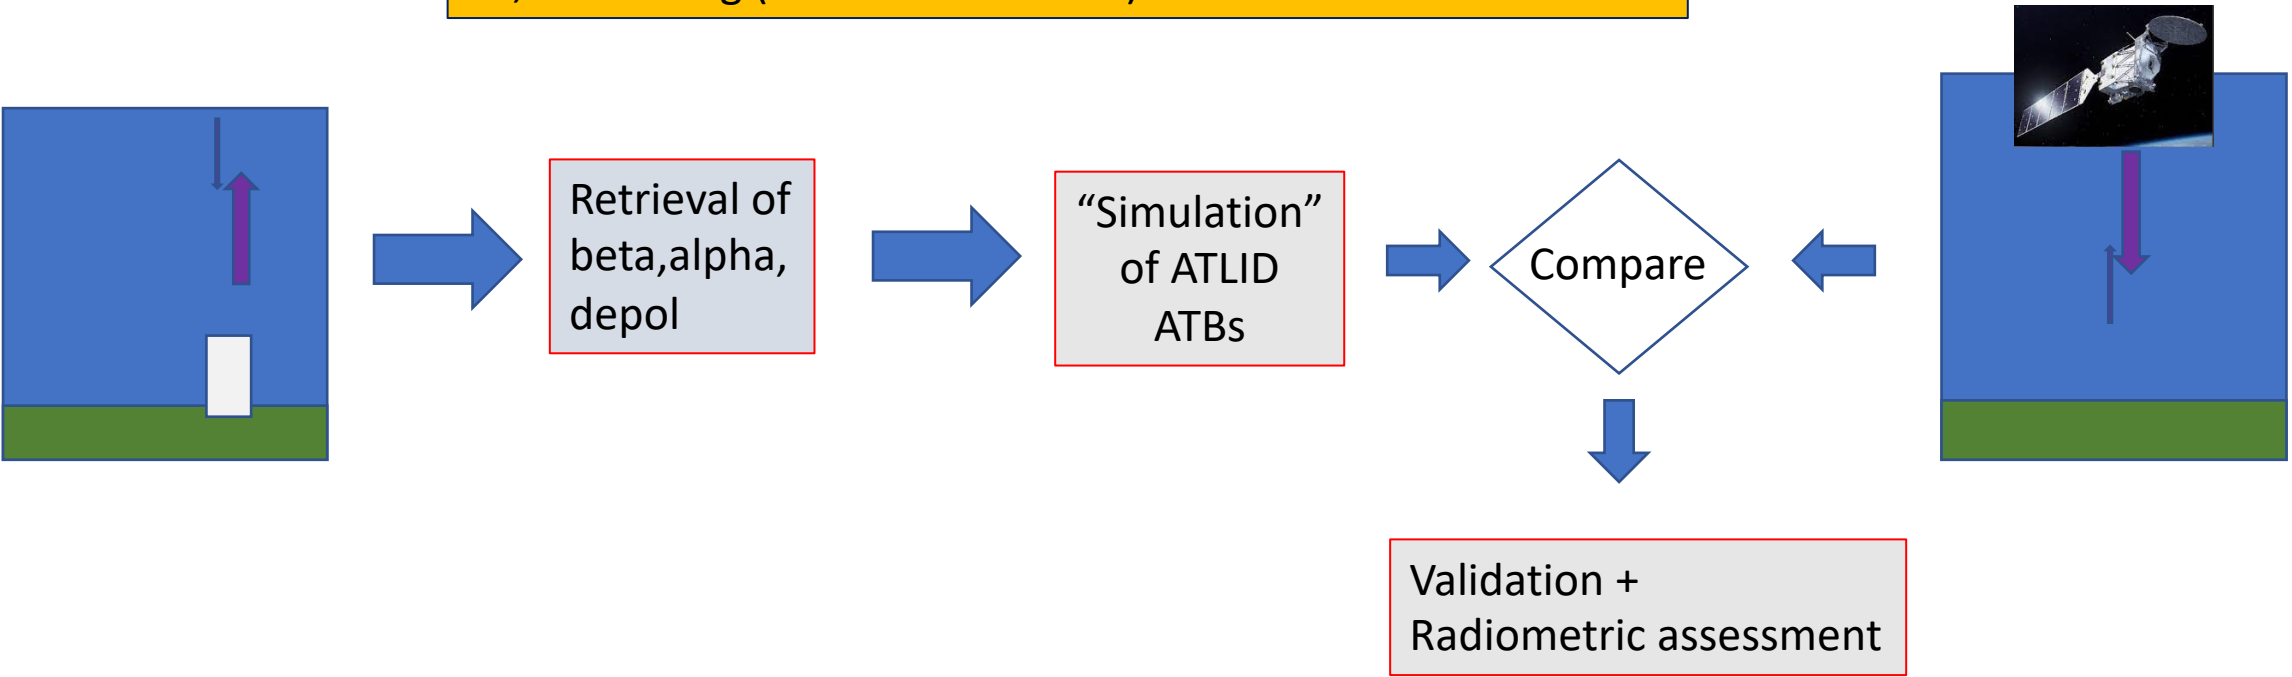 Retrieval of
beta,alpha,
depol
“Simulation”
of ATLID
ATBs
Compare
Validation +
Radiometric assessment